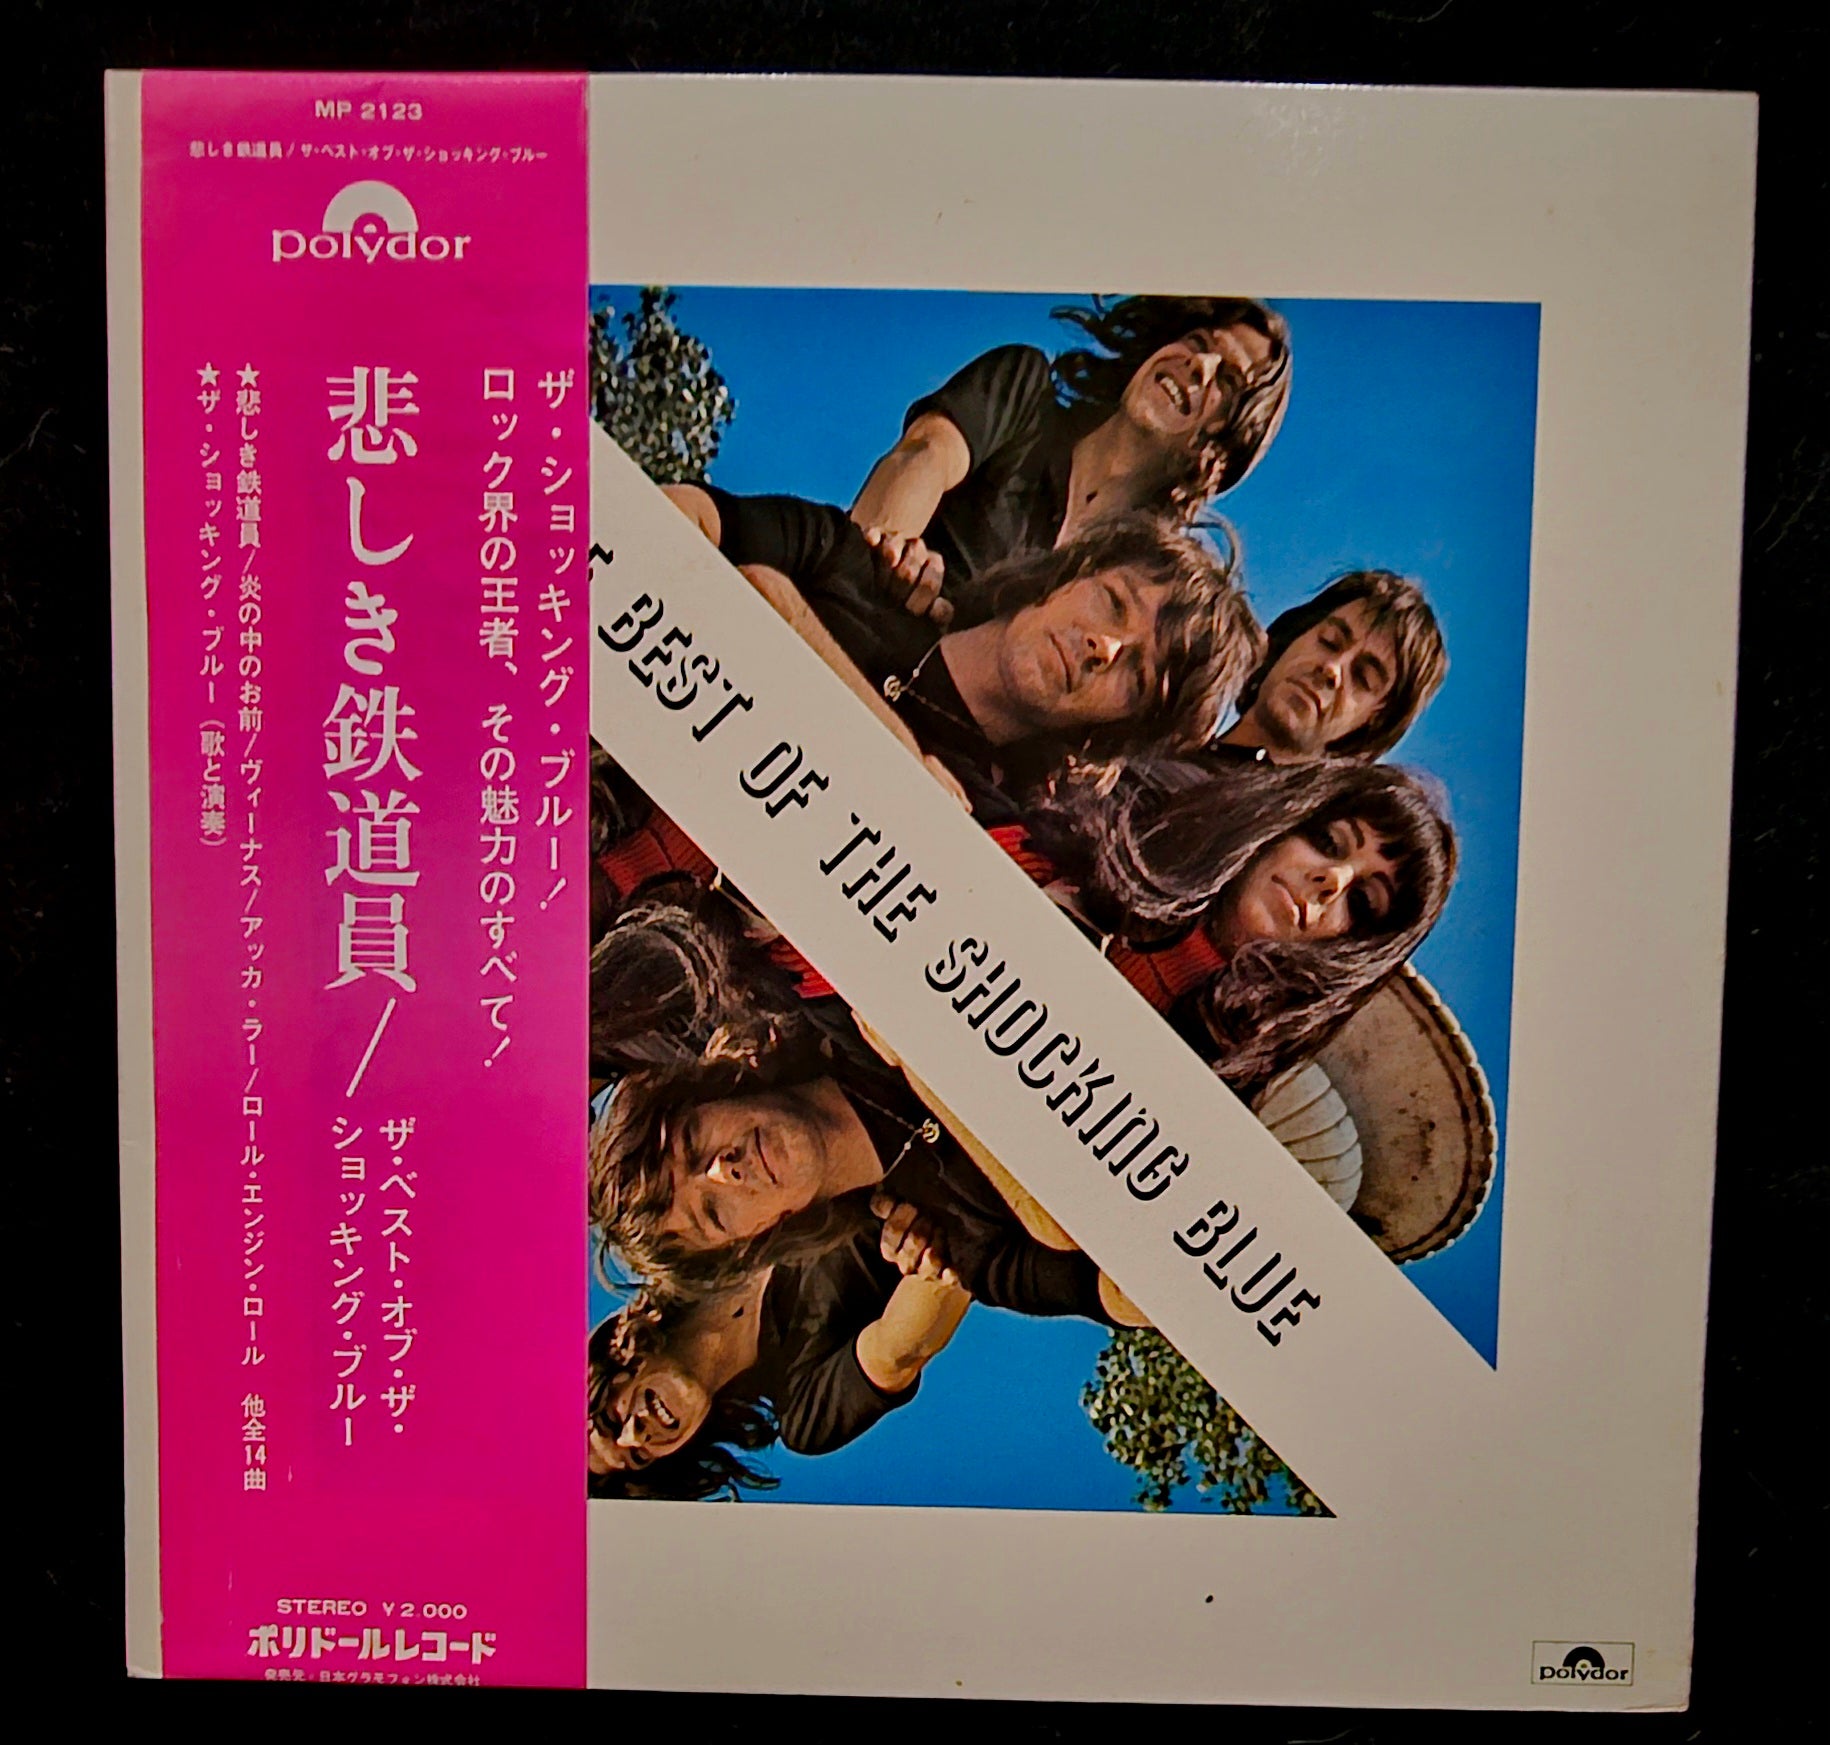 MP 2123
悲しき鉄道員/ザ・ベスト・オブ・ザ・ショッキング・ブルー
polydor
ザ・ショッキング・ブルー!
ロック界の王者、その魅力のすべて!
悲しき鉄道員/
ザ・ベスト・オブ・ザ・
ショッキング・ブルー
★悲しき鉄道員/炎の中のお前/ヴィーナス/アッカ・ラー/ロール・エンジン・ロール 他全14曲
★ザ・ショッキング・ブルー(歌と演奏)
STEREO ¥2,000
ポリドールレコード
発売元・日本グラモフォン株式会社
BEST OF THE SHOCKING BLUE
polydor